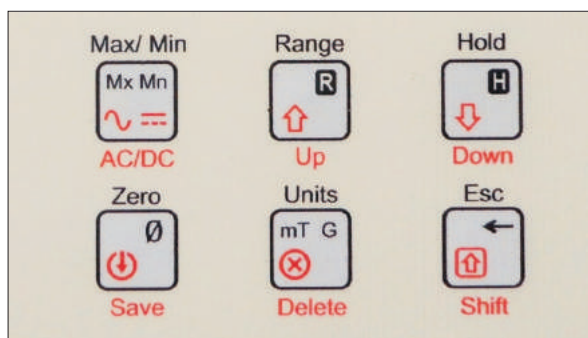 Max/ Min Range Hold
Mx Mn R H
AC/DC Up Down
Zero Units Esc
Ø mT G
Save Delete Shift